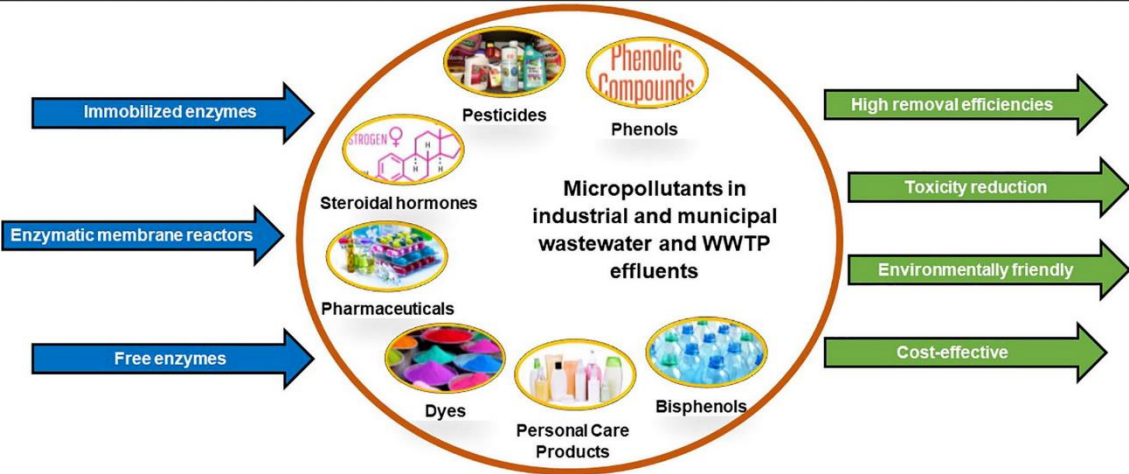 Immobilized enzymes
Enzymatic membrane reactors
Free enzymes
Pesticides
Phenolic
Compounds
Phenols
STROGEN
H
H
H
H
Steroidal hormones
Pharmaceuticals
Dyes
Personal Care
Products
Bisphenols
Micropollutants in
industrial and municipal
wastewater and WWTP
effluents
High removal efficiencies
Toxicity reduction
Environmentally friendly
Cost-effective